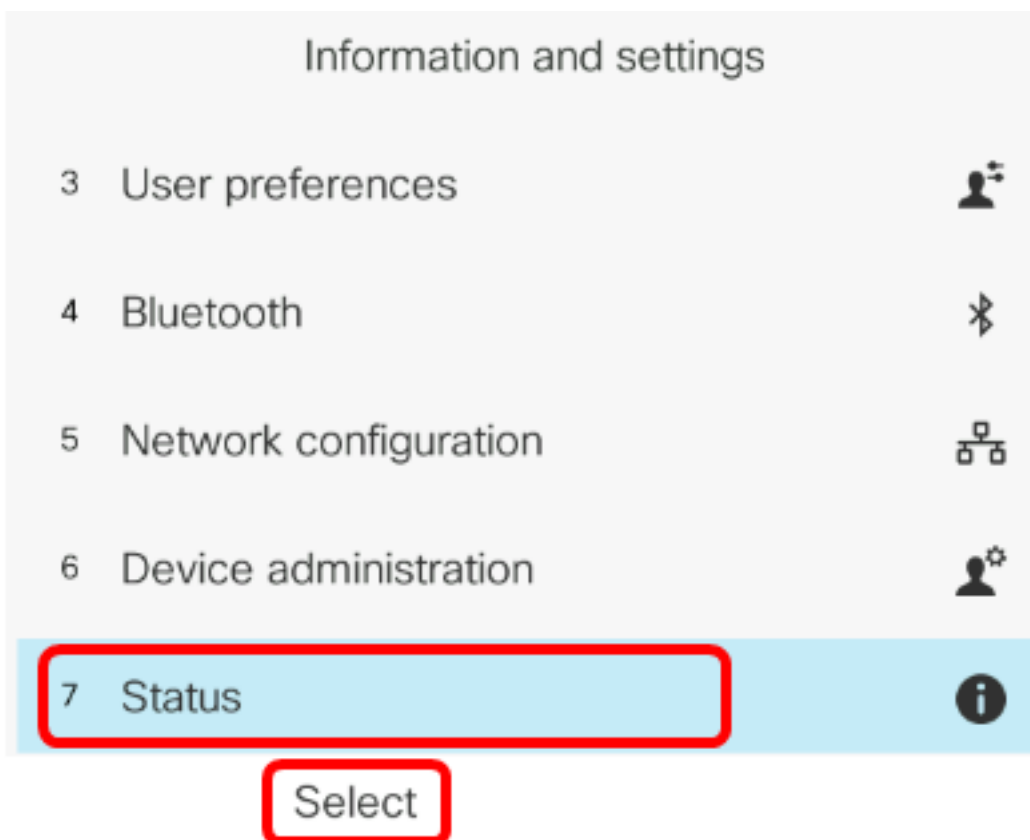 Information and settings
3 User preferences
4 Bluetooth
5 Network configuration
6 Device administration
7 Status
Select